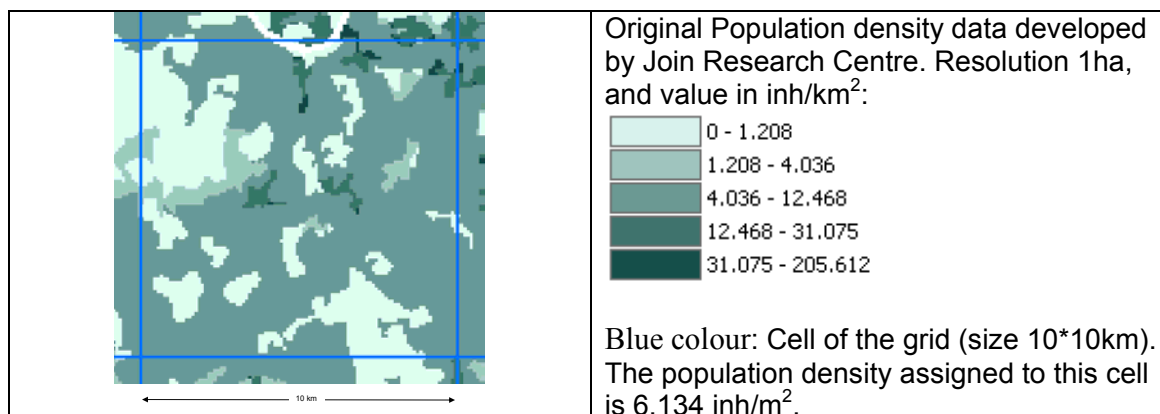 Original Population density data developed
by Join Research Centre. Resolution 1ha,
and value in inh/km²:
0 - 1.208
1.208 - 4.036
4.036 - 12.468
12.468 - 31.075
31.075 - 205.612
Blue colour: Cell of the grid (size 10*10km).
The population density assigned to this cell
is 6.134 inh/m².
10 km